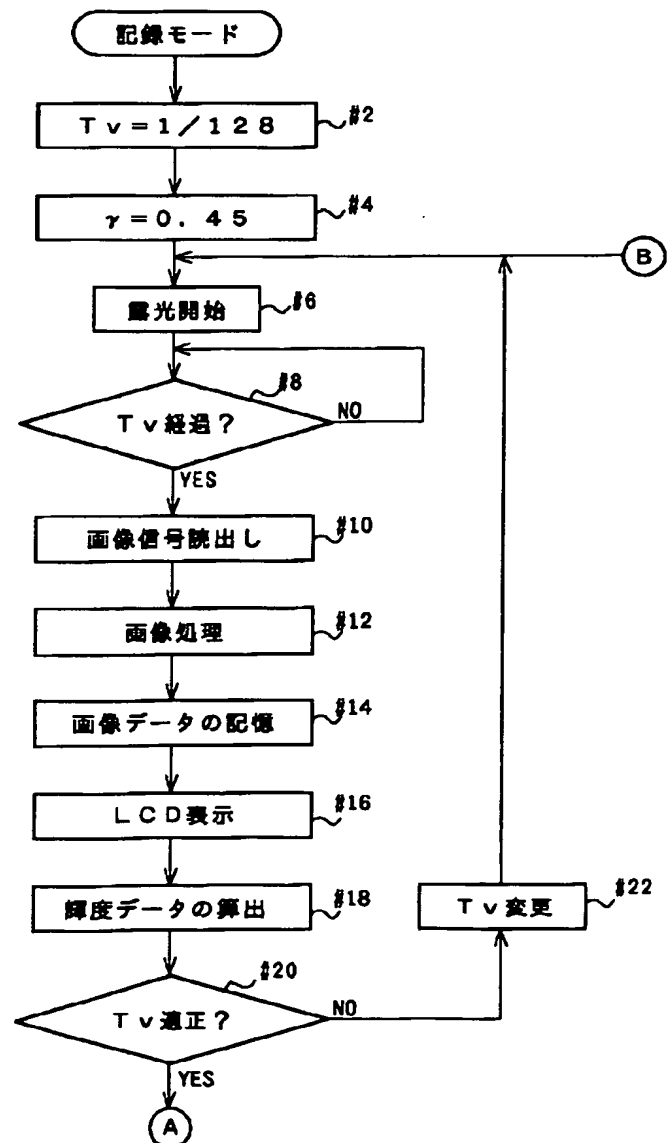 記録モード
Tv=1/128
#2
γ=0.45
#4
B
露光開始
#6
#8
Tv経過?
NO
YES
画像信号読出し
#10
画像処理
#12
画像データの記憶
#14
LCD表示
#16
輝度データの算出
#18
Tv変更
#22
#20
Tv適正?
NO
YES
A